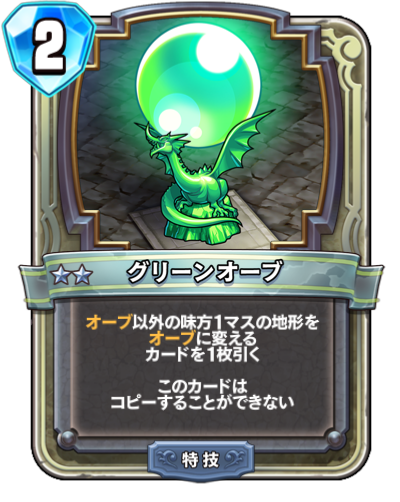 2
グリーンオーブ
オーブ以外の味方1マスの地形を
オーブに変える
カードを1枚引く
このカードは
コピーすることができない
特技